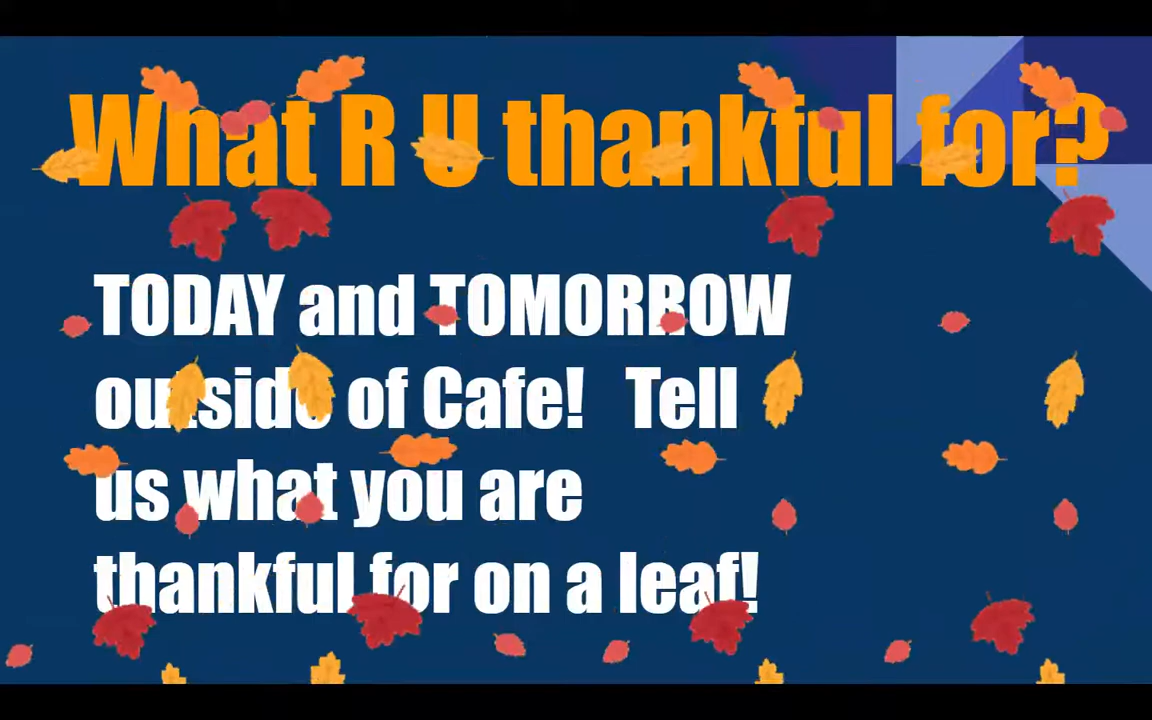 What R U thankful for?
TODAY and TOMORROW
outside of Cafe! Tell
us what you are
thankful for on a leaf!